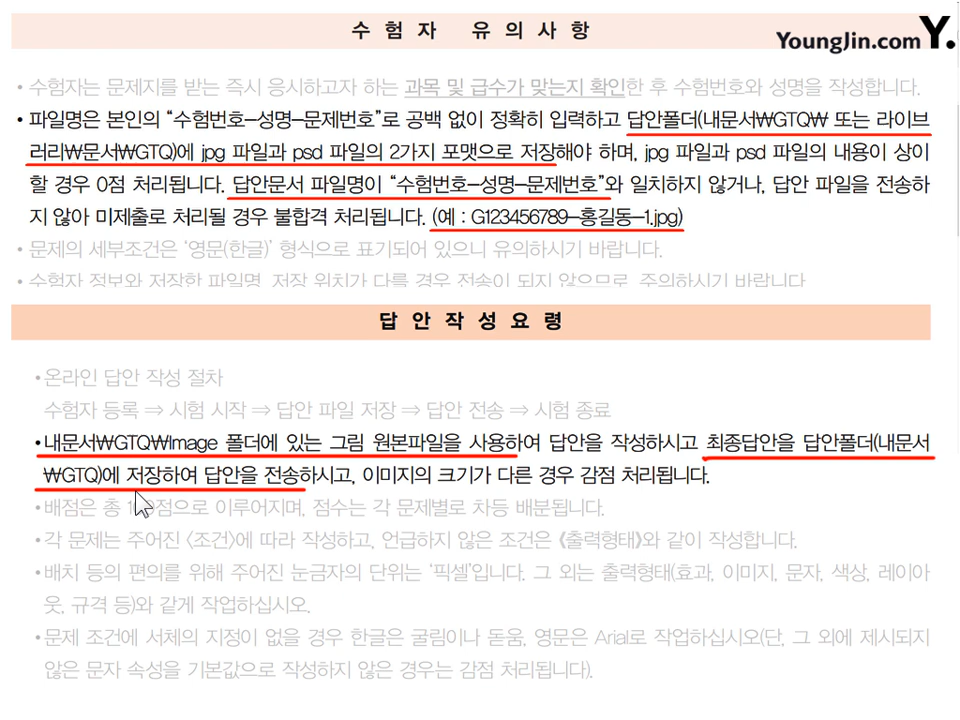 수 험 자 유 의 사 항
YoungJin.com Y.
• 수험자는 문제지를 받는 즉시 응시하고자 하는 과목 및 급수가 맞는지 확인한 후 수험번호와 성명을 작성합니다.
• 파일명은 본인의 “수험번호–성명–문제번호”로 공백 없이 정확히 입력하고 답안폴더(내문서₩GTQ₩ 또는 라이브
러리₩문서₩GTQ)에 jpg 파일과 psd 파일의 2가지 포맷으로 저장해야 하며, jpg 파일과 psd 파일의 내용이 상이
할 경우 0점 처리됩니다. 답안문서 파일명이 “수험번호–성명–문제번호”와 일치하지 않거나, 답안 파일을 전송하
지 않아 미제출로 처리될 경우 불합격 처리됩니다. (예 : G123456789–홍길동–1.jpg)
• 문제의 세부조건은 ‘영문(한글)’ 형식으로 표기되어 있으니 유의하시기 바랍니다.
• 수험자 정보와 저장한 파일명, 저장 위치가 다를 경우 전송이 되지 않으므로, 주의하시기 바랍니다
답 안 작 성 요 령
• 온라인 답안 작성 절차
수험자 등록 ⇒ 시험 시작 ⇒ 답안 파일 저장 ⇒ 답안 전송 ⇒ 시험 종료
• 내문서₩GTQ₩Image 폴더에 있는 그림 원본파일을 사용하여 답안을 작성하시고 최종답안을 답안폴더(내문서
₩GTQ)에 저장하여 답안을 전송하시고, 이미지의 크기가 다른 경우 감점 처리됩니다.
• 배점은 총 점으로 이루어지며, 점수는 각 문제별로 차등 배분됩니다.
• 각 문제는 주어진 〈조건〉에 따라 작성하고, 언급하지 않은 조건은 《출력형태》와 같이 작성합니다.
• 배치 등의 편의를 위해 주어진 눈금자의 단위는 ‘픽셀’입니다. 그 외는 출력형태(효과, 이미지, 문자, 색상, 레이아
웃, 규격 등)와 같게 작업하십시오.
• 문제 조건에 서체의 지정이 없을 경우 한글은 굴림이나 돋움, 영문은 Arial로 작업하십시오(단, 그 외에 제시되지
않은 문자 속성을 기본값으로 작성하지 않은 경우는 감점 처리됩니다).